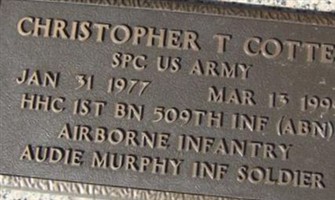 CHRISTOPHER T COTTE
SPC US ARMY
JAN 31 1977 MAR 13 199
HHC 1ST BN 509TH INF (ABN)
AIRBORNE INFANTRY
AUDIE MURPHY INF SOLDIER